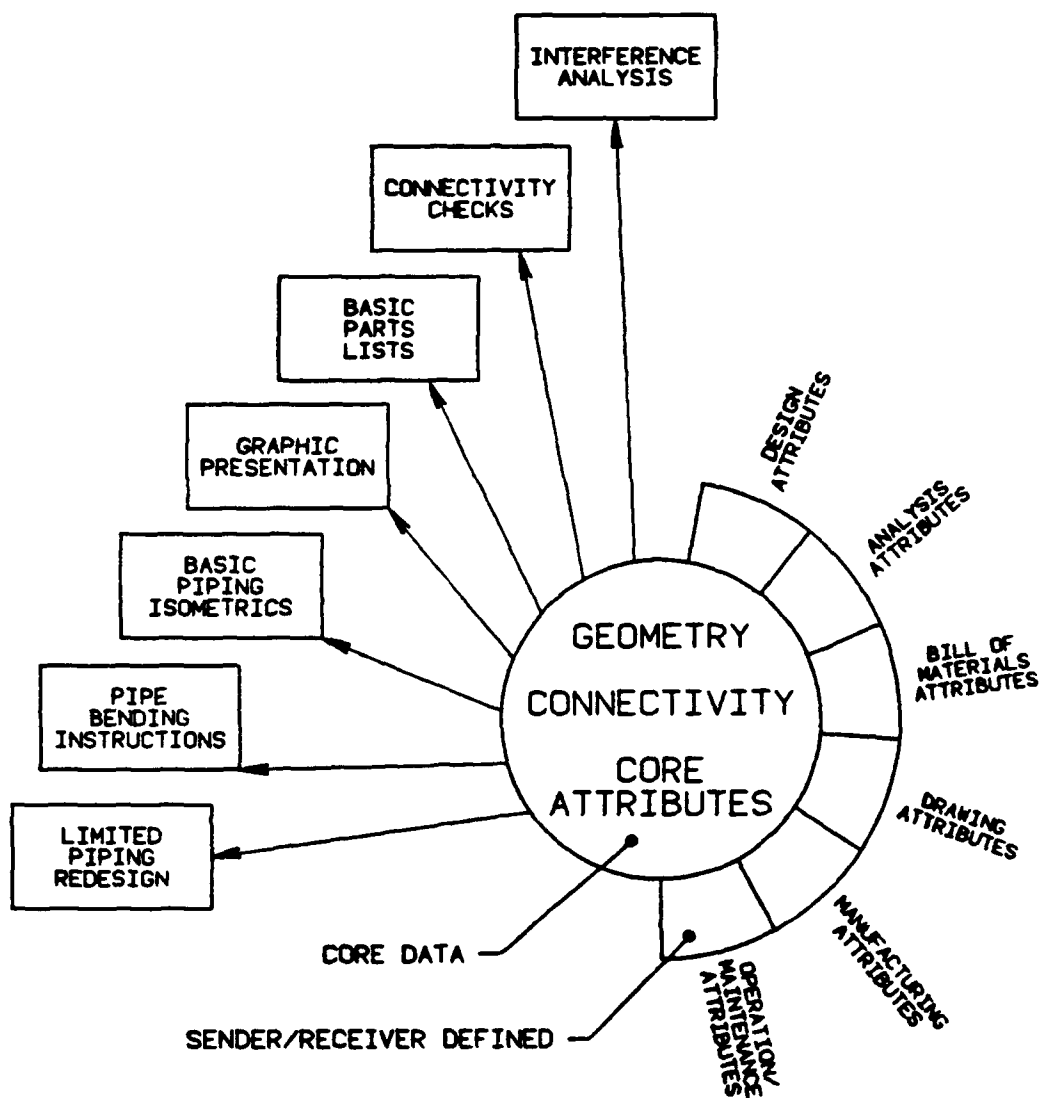 INTERFERENCE
ANALYSIS
CONNECTIVITY
CHECKS
BASIC
PARTS
LISTS
GRAPHIC
PRESENTATION
BASIC
PIPING
ISOMETRICS
PIPE
BENDING
INSTRUCTIONS
LIMITED
PIPING
REDESIGN
GEOMETRY
CONNECTIVITY
CORE
ATTRIBUTES
DESIGN
ATTRIBUTES
ANALYSIS
ATTRIBUTES
BILL OF
MATERIALS
ATTRIBUTES
DRAWING
ATTRIBUTES
MANUFACTURING
ATTRIBUTES
OPERATION/
MAINTENANCE
ATTRIBUTES
CORE DATA
SENDER/RECEIVER DEFINED